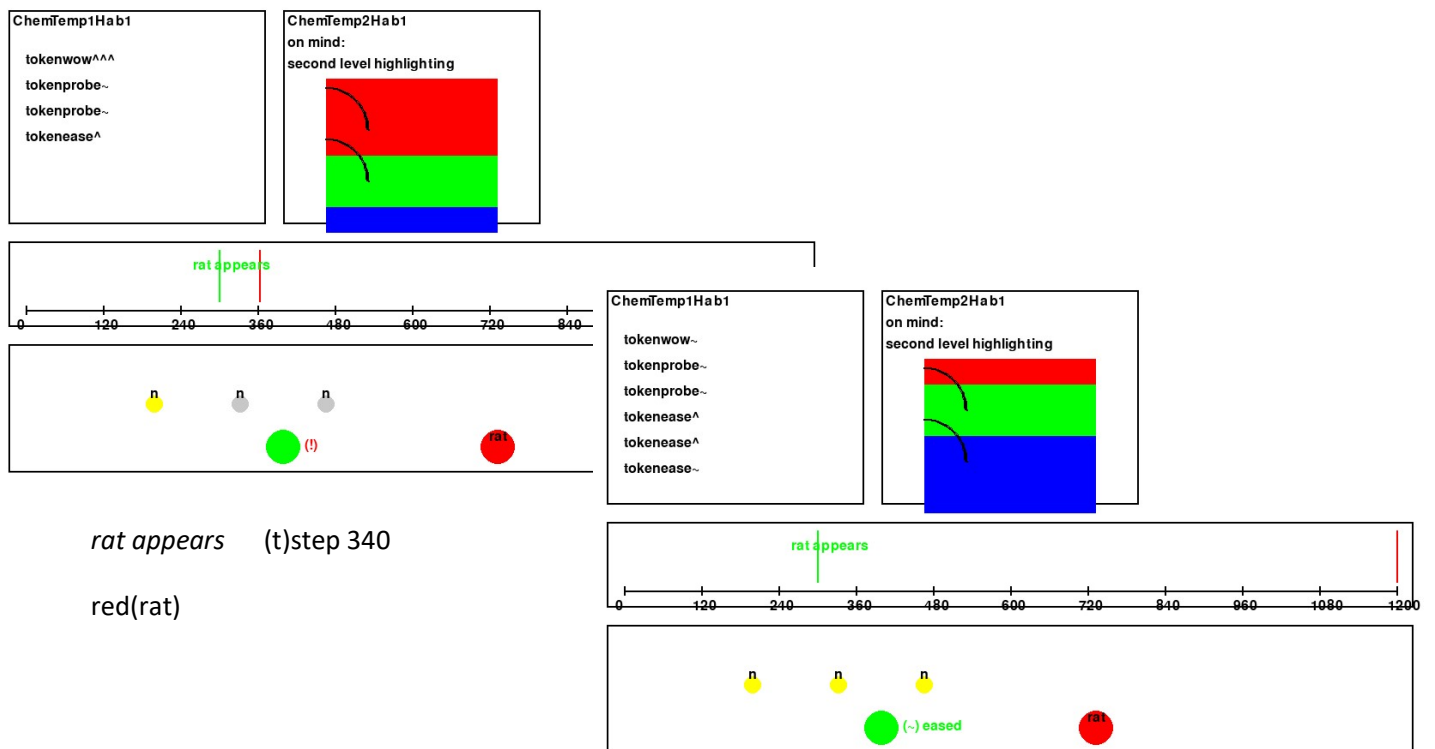 ChemTemp1Hab1
tokenwow^^^
tokenprobe~
tokenprobe~
tokenease^
ChemTemp2Hab1
on mind:
second level highlighting
rat appears
0 120 240 360 480 600 720 840
n n n
(!) rat
rat appears (t)step 340
red(rat)
ChemTemp1Hab1
tokenwow~
tokenprobe~
tokenprobe~
tokenease^
tokenease^
tokenease~
ChemTemp2Hab1
on mind:
second level highlighting
rat appears
0 120 240 360 480 600 720 840 960 1080 1200
n n n
(~) eased rat